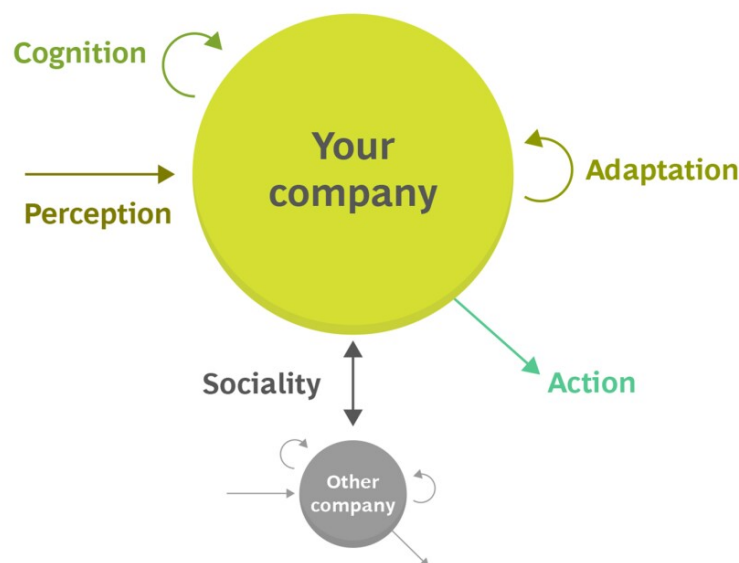 Cognition
Your
company
Adaptation
Perception
Sociality
Action
Other
company